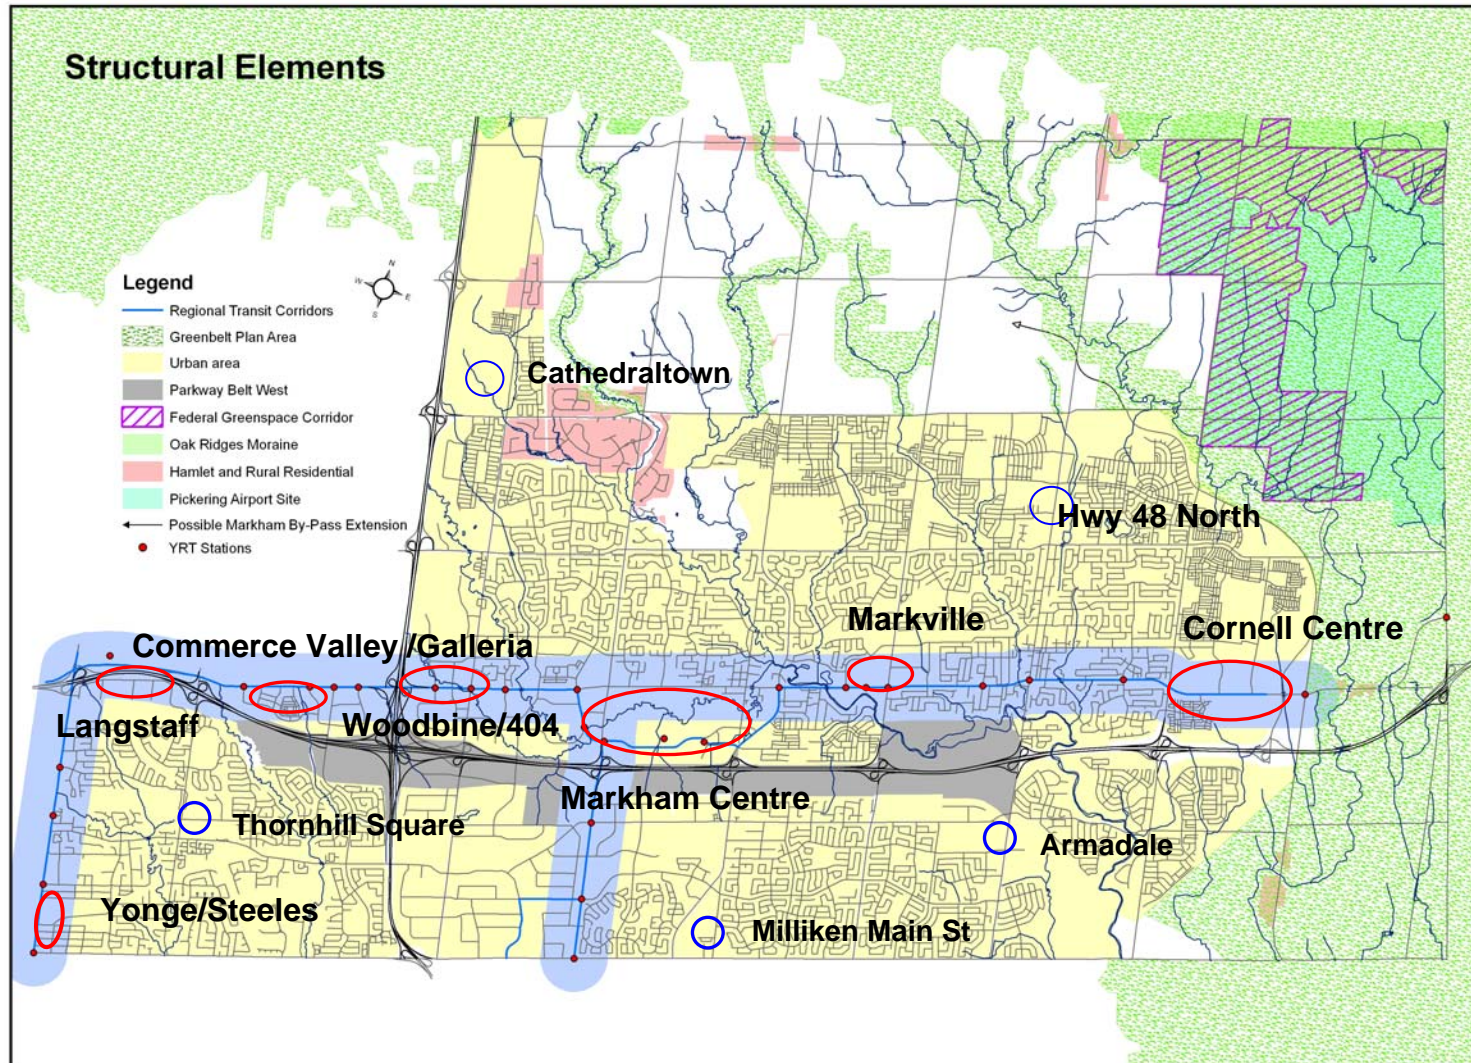 Structural Elements
Legend
N
W
E
S
Regional Transit Corridors
Greenbelt Plan Area
Urban area
Parkway Belt West
Federal Greenspace Corridor
Oak Ridges Moraine
Hamlet and Rural Residential
Pickering Airport Site
Possible Markham By-Pass Extension
YRT Stations
Cathedraltown
Hwy 48 North
Markville
Cornell Centre
Commerce Valley /Galleria
Langstaff
Woodbine/404
Markham Centre
Thornhill Square
Armadale
Yonge/Steeles
Milliken Main St